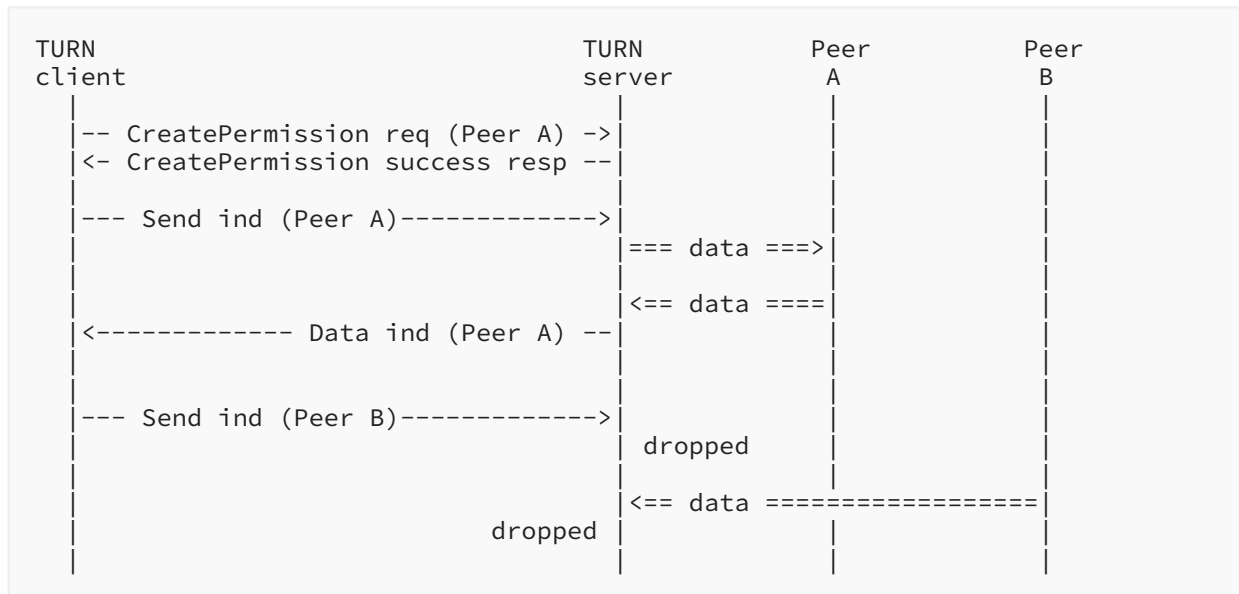 TURN                                TURN           Peer          Peer
client                              server          A             B
  |                                   |             |             |
  |-- CreatePermission req (Peer A) ->|             |             |
  |<- CreatePermission success resp --|             |             |
  |                                   |             |             |
  |--- Send ind (Peer A)------------->|             |             |
  |                                   |=== data ===>|             |
  |                                   |             |             |
  |                                   |<== data ====|             |
  |<------------- Data ind (Peer A) --|             |             |
  |                                   |             |             |
  |                                   |             |             |
  |--- Send ind (Peer B)------------->|             |             |
  |                                   | dropped     |             |
  |                                   |             |             |
  |                                   |<== data ==================|
  |                           dropped |             |             |
  |                                   |             |             |